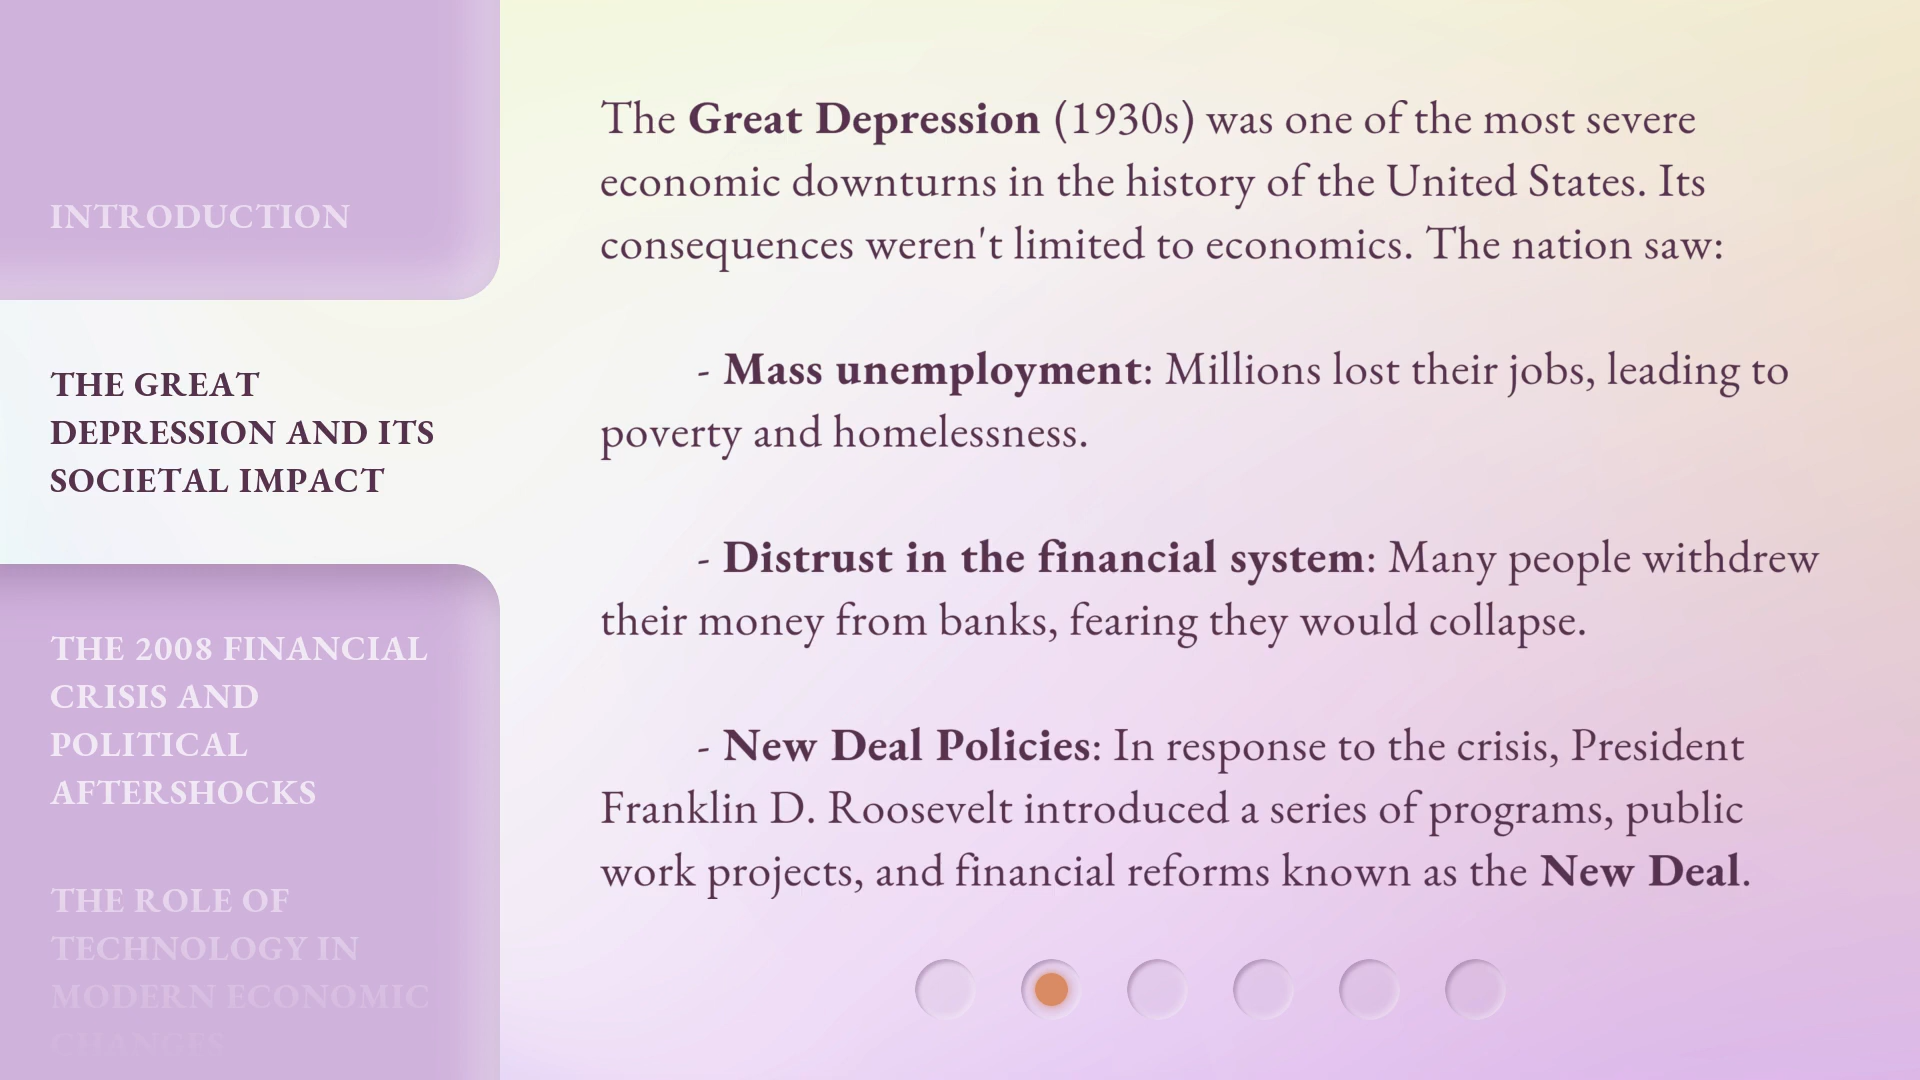 INTRODUCTION
THE GREAT
DEPRESSION AND ITS
SOCIETAL IMPACT
THE 2008 FINANCIAL
CRISIS AND
POLITICAL
AFTERSHOCKS
THE ROLE OF
TECHNOLOGY IN
MODERN ECONOMIC
CHANGES
The Great Depression (1930s) was one of the most severe
economic downturns in the history of the United States. Its
consequences weren't limited to economics. The nation saw:
- Mass unemployment: Millions lost their jobs, leading to
poverty and homelessness.
- Distrust in the financial system: Many people withdrew
their money from banks, fearing they would collapse.
- New Deal Policies: In response to the crisis, President
Franklin D. Roosevelt introduced a series of programs, public
work projects, and financial reforms known as the New Deal.